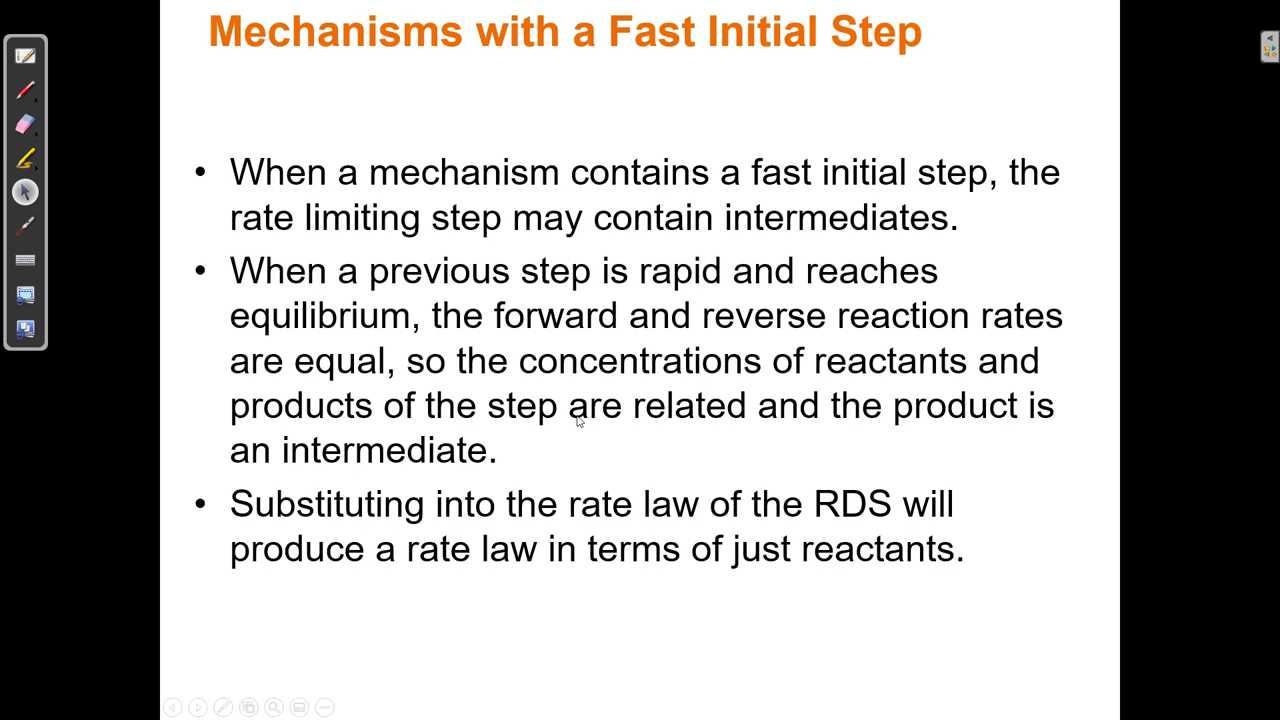 Mechanisms with a Fast Initial Step
• When a mechanism contains a fast initial step, the
rate limiting step may contain intermediates.
• When a previous step is rapid and reaches
equilibrium, the forward and reverse reaction rates
are equal, so the concentrations of reactants and
products of the step are related and the product is
an intermediate.
• Substituting into the rate law of the RDS will
produce a rate law in terms of just reactants.